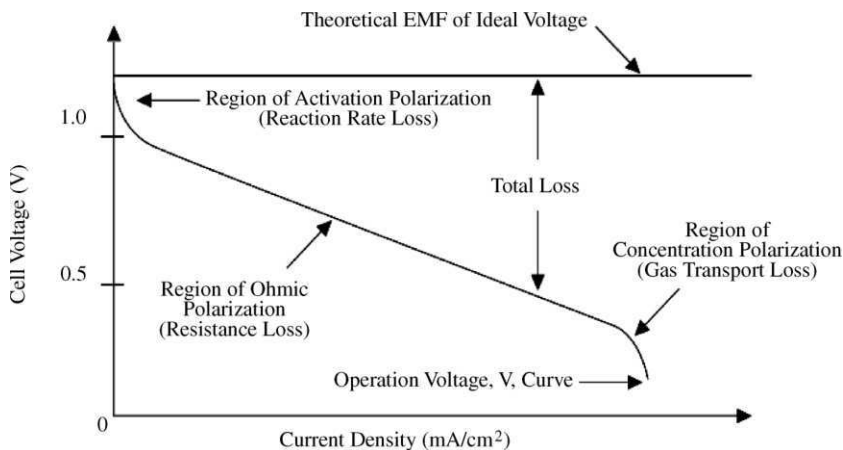 Theoretical EMF of Ideal Voltage
Region of Activation Polarization
(Reaction Rate Loss)
1.0
Total Loss
Cell Voltage (V)
Region of
Concentration Polarization
(Gas Transport Loss)
0.5
Region of Ohmic
Polarization
(Resistance Loss)
Operation Voltage, V, Curve
0
Current Density (mA/cm²)